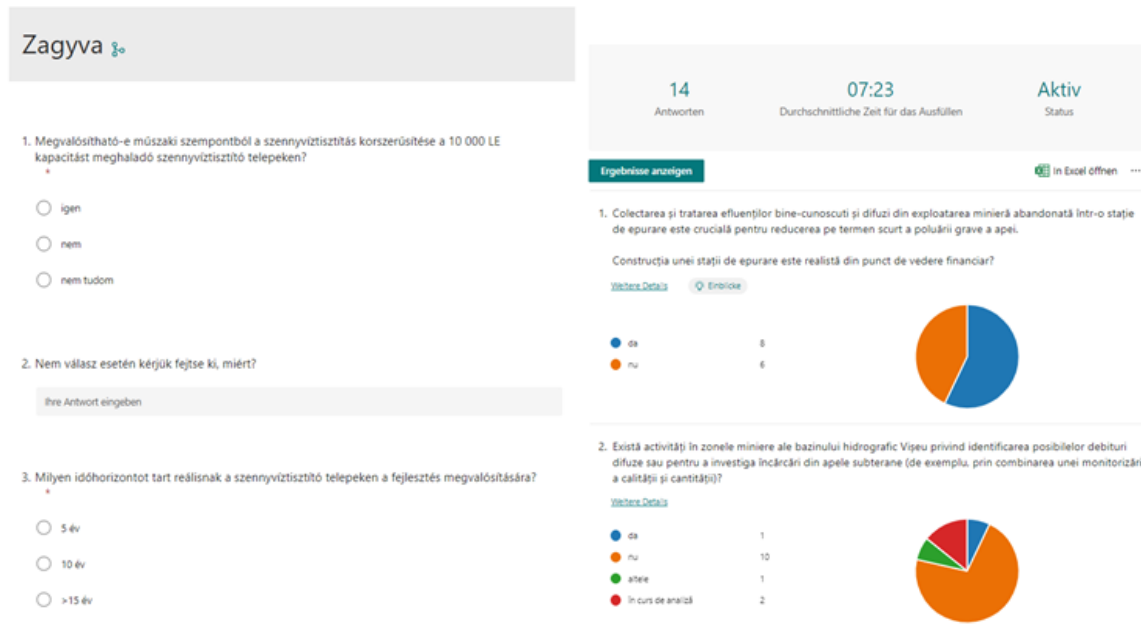 Zagyva
1. Megvalósítható-e műszaki szempontból a szennyvíztisztítás korszerűsítése a 10 000 LE
kapacitást meghaladó szennyvíztisztító telepeken?
*
igen
nem
nem tudom
2. Nem válasz esetén kérjük fejtse ki, miért?
Ihre Antwort eingeben
3. Milyen időhorizontot tart reálisnak a szennyvíztisztító telepeken a fejlesztés megvalósítására?
*
5 év
10 év
>15 év
14
Antworten
07:23
Durchschnittliche Zeit für das Ausfüllen
Aktiv
Status
Ergebnisse anzeigen
In Excel öffnen
1. Colectarea și tratarea efluenților bine-cunoscuti și difuzi din exploatarea minieră abandonată într-o stație
de epurare este crucială pentru reducerea pe termen scurt a poluării grave a apei.
Construcția unei stații de epurare este realistă din punct de vedere financiar?
Weitere Details
Einblicke
da 8
nu 6
2. Există activități în zonele miniere ale bazinului hidrografic Vișeu privind identificarea posibilelor debituri
difuze sau pentru a investiga încărcări din apele subterane (de exemplu, prin combinarea unei monitorizări
a calității și cantității)?
Weitere Details
da 1
nu 10
altele 1
în curs de analiză 2